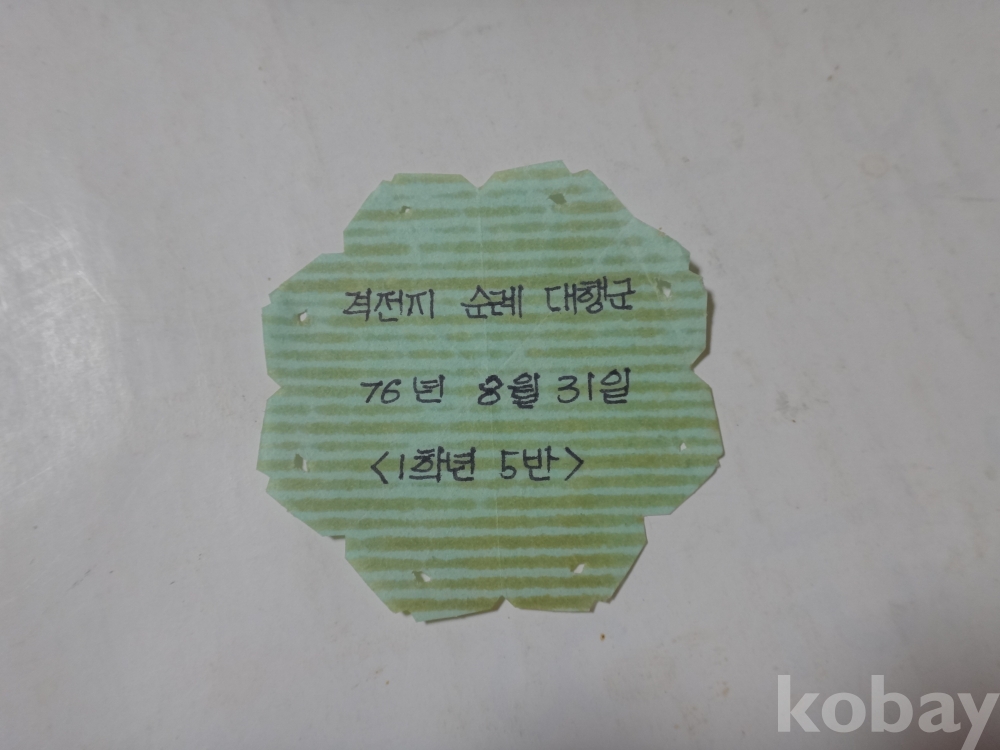 격전지 순례 대행군
76년 8월 31일
<1학년 5반>
kobay